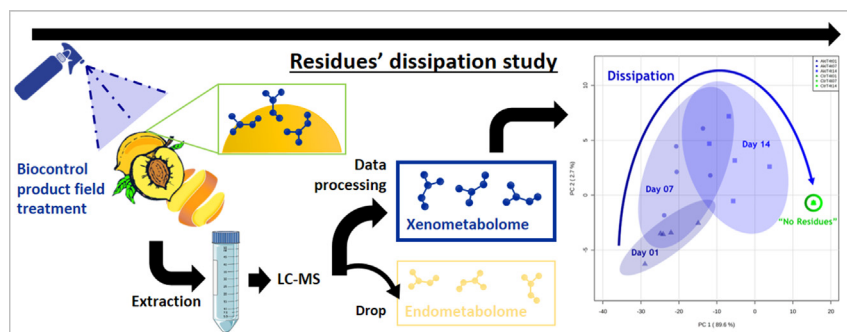 Residues' dissipation study
Biocontrol
product field
treatment
Extraction
LC-MS
Data
processing
Xenometabolome
Drop
Endometabolome
Dissipation
Day 14
Day 07
Day 01
"No Residues"
PC 2 ( 2.7 %)
10
5
0
-5
-40
-30
-20
-10
0
10
20
PC 1 ( 89.6 %)